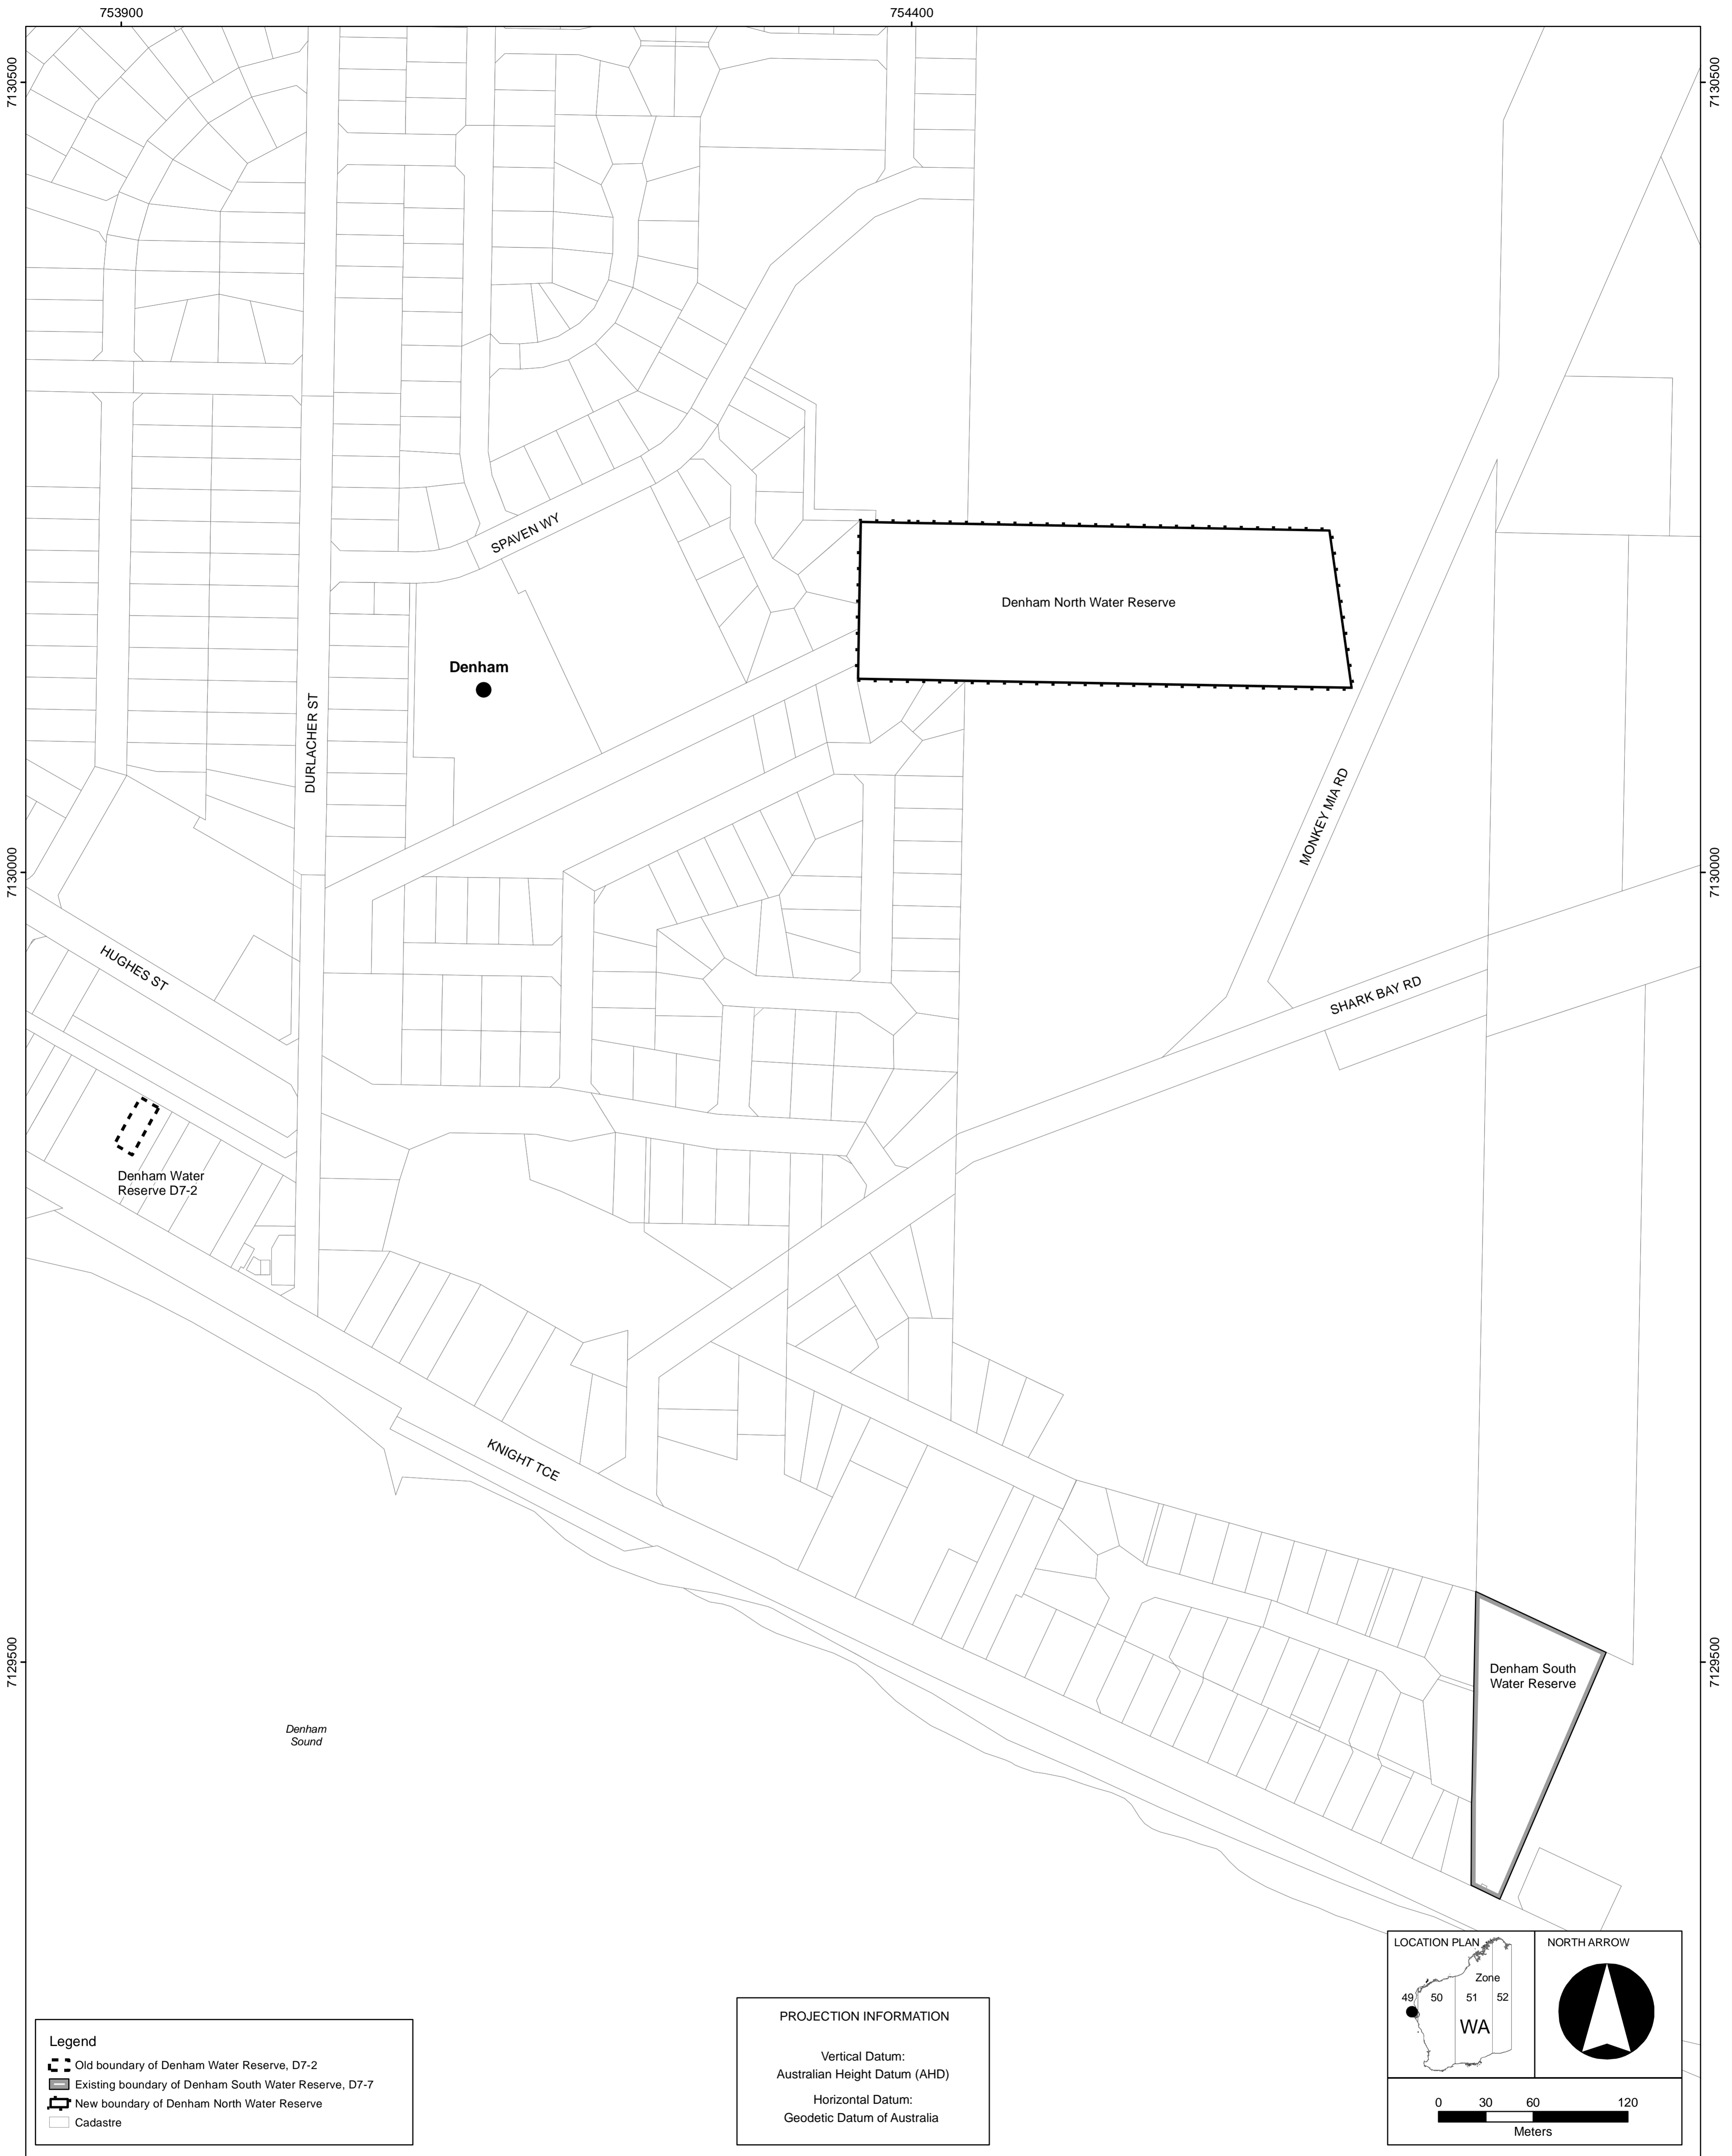 753900
754400
7130500
7130500
SPAVEN WY
Denham North Water Reserve
Denham
DURLACHER ST
MONKEY MIA RD
7130000
7130000
HUGHES ST
SHARK BAY RD
Denham Water
Reserve D7-2
KNIGHT TCE
7129500
7129500
Denham South
Water Reserve
Denham
Sound
LOCATION PLAN
Zone
49
50
51
52
WA
NORTH ARROW
PROJECTION INFORMATION
Vertical Datum:
Australian Height Datum (AHD)
Horizontal Datum:
Geodetic Datum of Australia
Legend
Old boundary of Denham Water Reserve, D7-2
Existing boundary of Denham South Water Reserve, D7-7
New boundary of Denham North Water Reserve
Cadastre
0 30 60 120
Meters